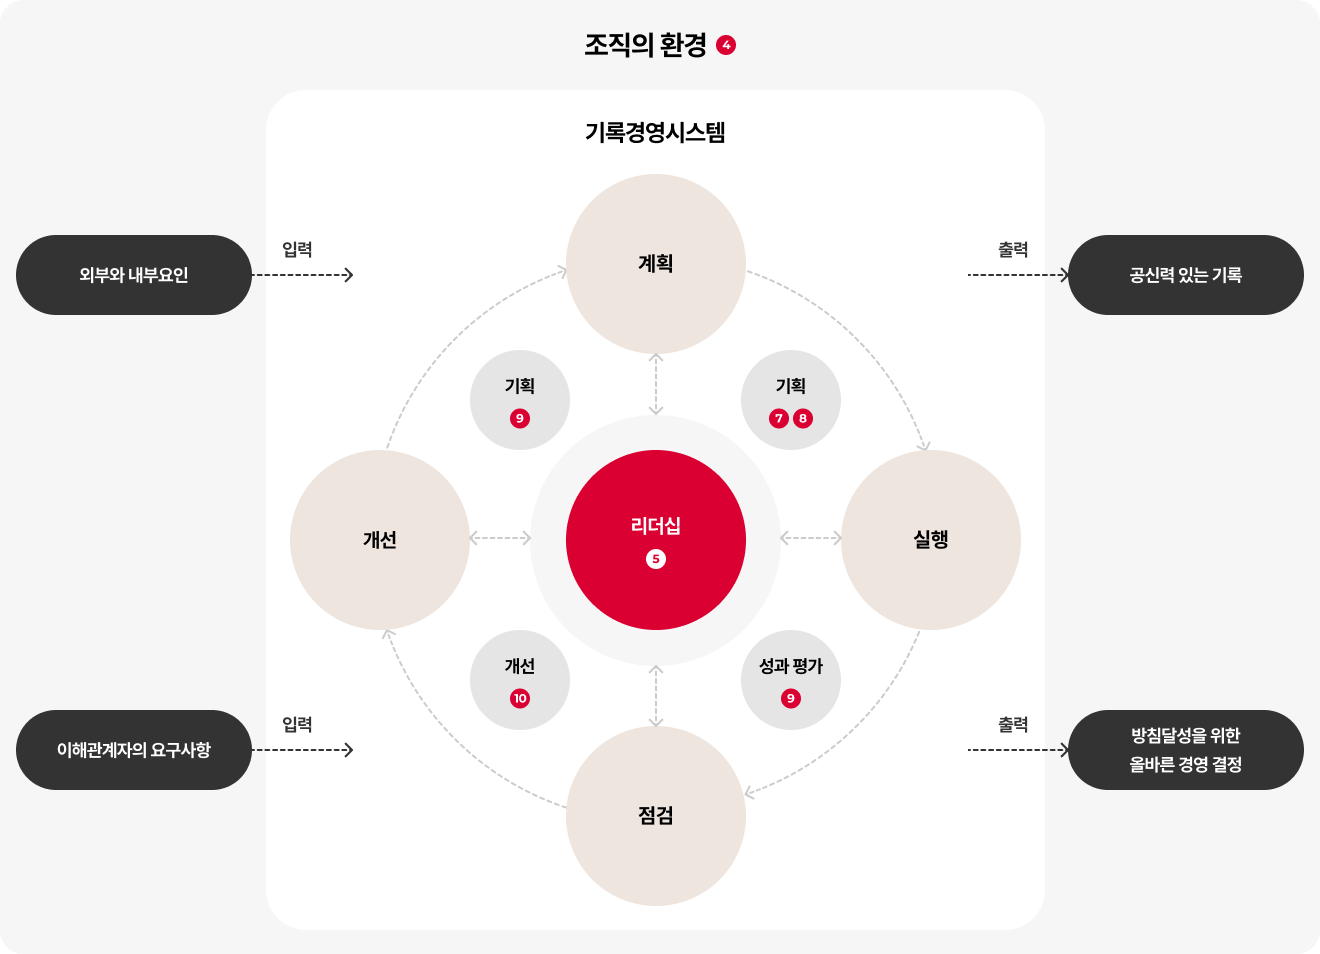 조직의 환경 4
기록경영시스템
입력
출력
외부와 내부요인
공신력 있는 기록
계획
기획
9
기획
7 8
개선
리더십
5
실행
개선
10
성과 평가
9
입력
출력
이해관계자의 요구사항
방침달성을 위한
올바른 경영 결정
점검